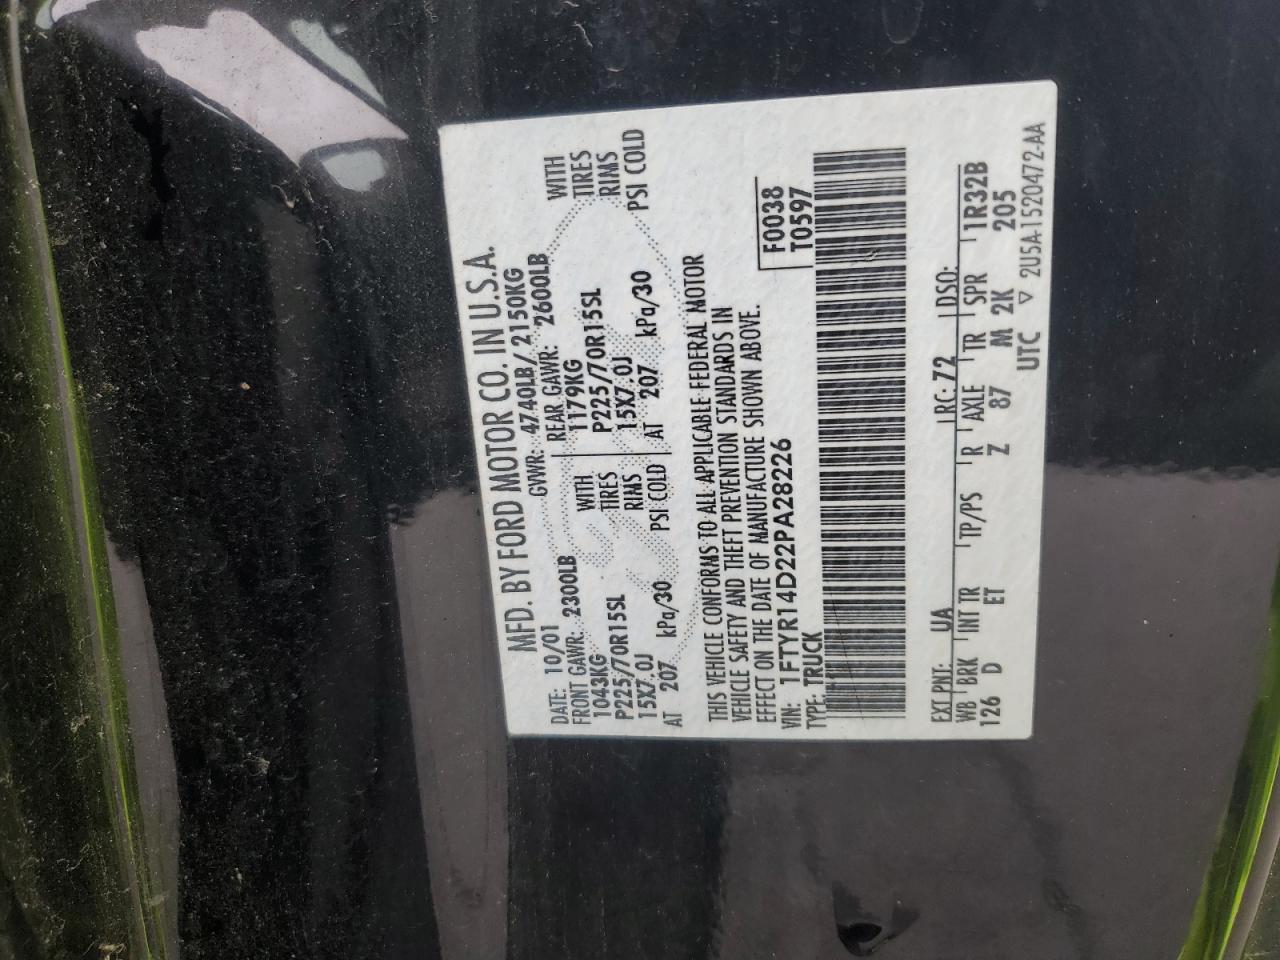 MFD. BY FORD MOTOR CO. IN U.S.A.
DATE: 10/01 GVWR: 4740LB/ 2150KG
FRONT GAWR: 2300LB REAR GAWR: 2600LB
1043KG WITH 1179KG WITH
P225/70R15SL TIRES P225/70R15SL TIRES
15X7.0J RIMS 15X7.0J RIMS
AT 207 kPa/30 PSI COLD AT 207 kPa/30 PSI COLD
THIS VEHICLE CONFORMS TO ALL APPLICABLE FEDERAL MOTOR
VEHICLE SAFETY AND THEFT PREVENTION STANDARDS IN
EFFECT ON THE DATE OF MANUFACTURE SHOWN ABOVE.
VIN: 1FTYR14D22PA28226 F0038
TYPE: TRUCK T0597
EXT PNT: UA RC: 72 DSO:
WB BRK INT TR TP/PS R AXLE TR SPR 1R32B
126 D ET Z 87 M 2K 205
UTC ▽ 2U5A-1520472-AA